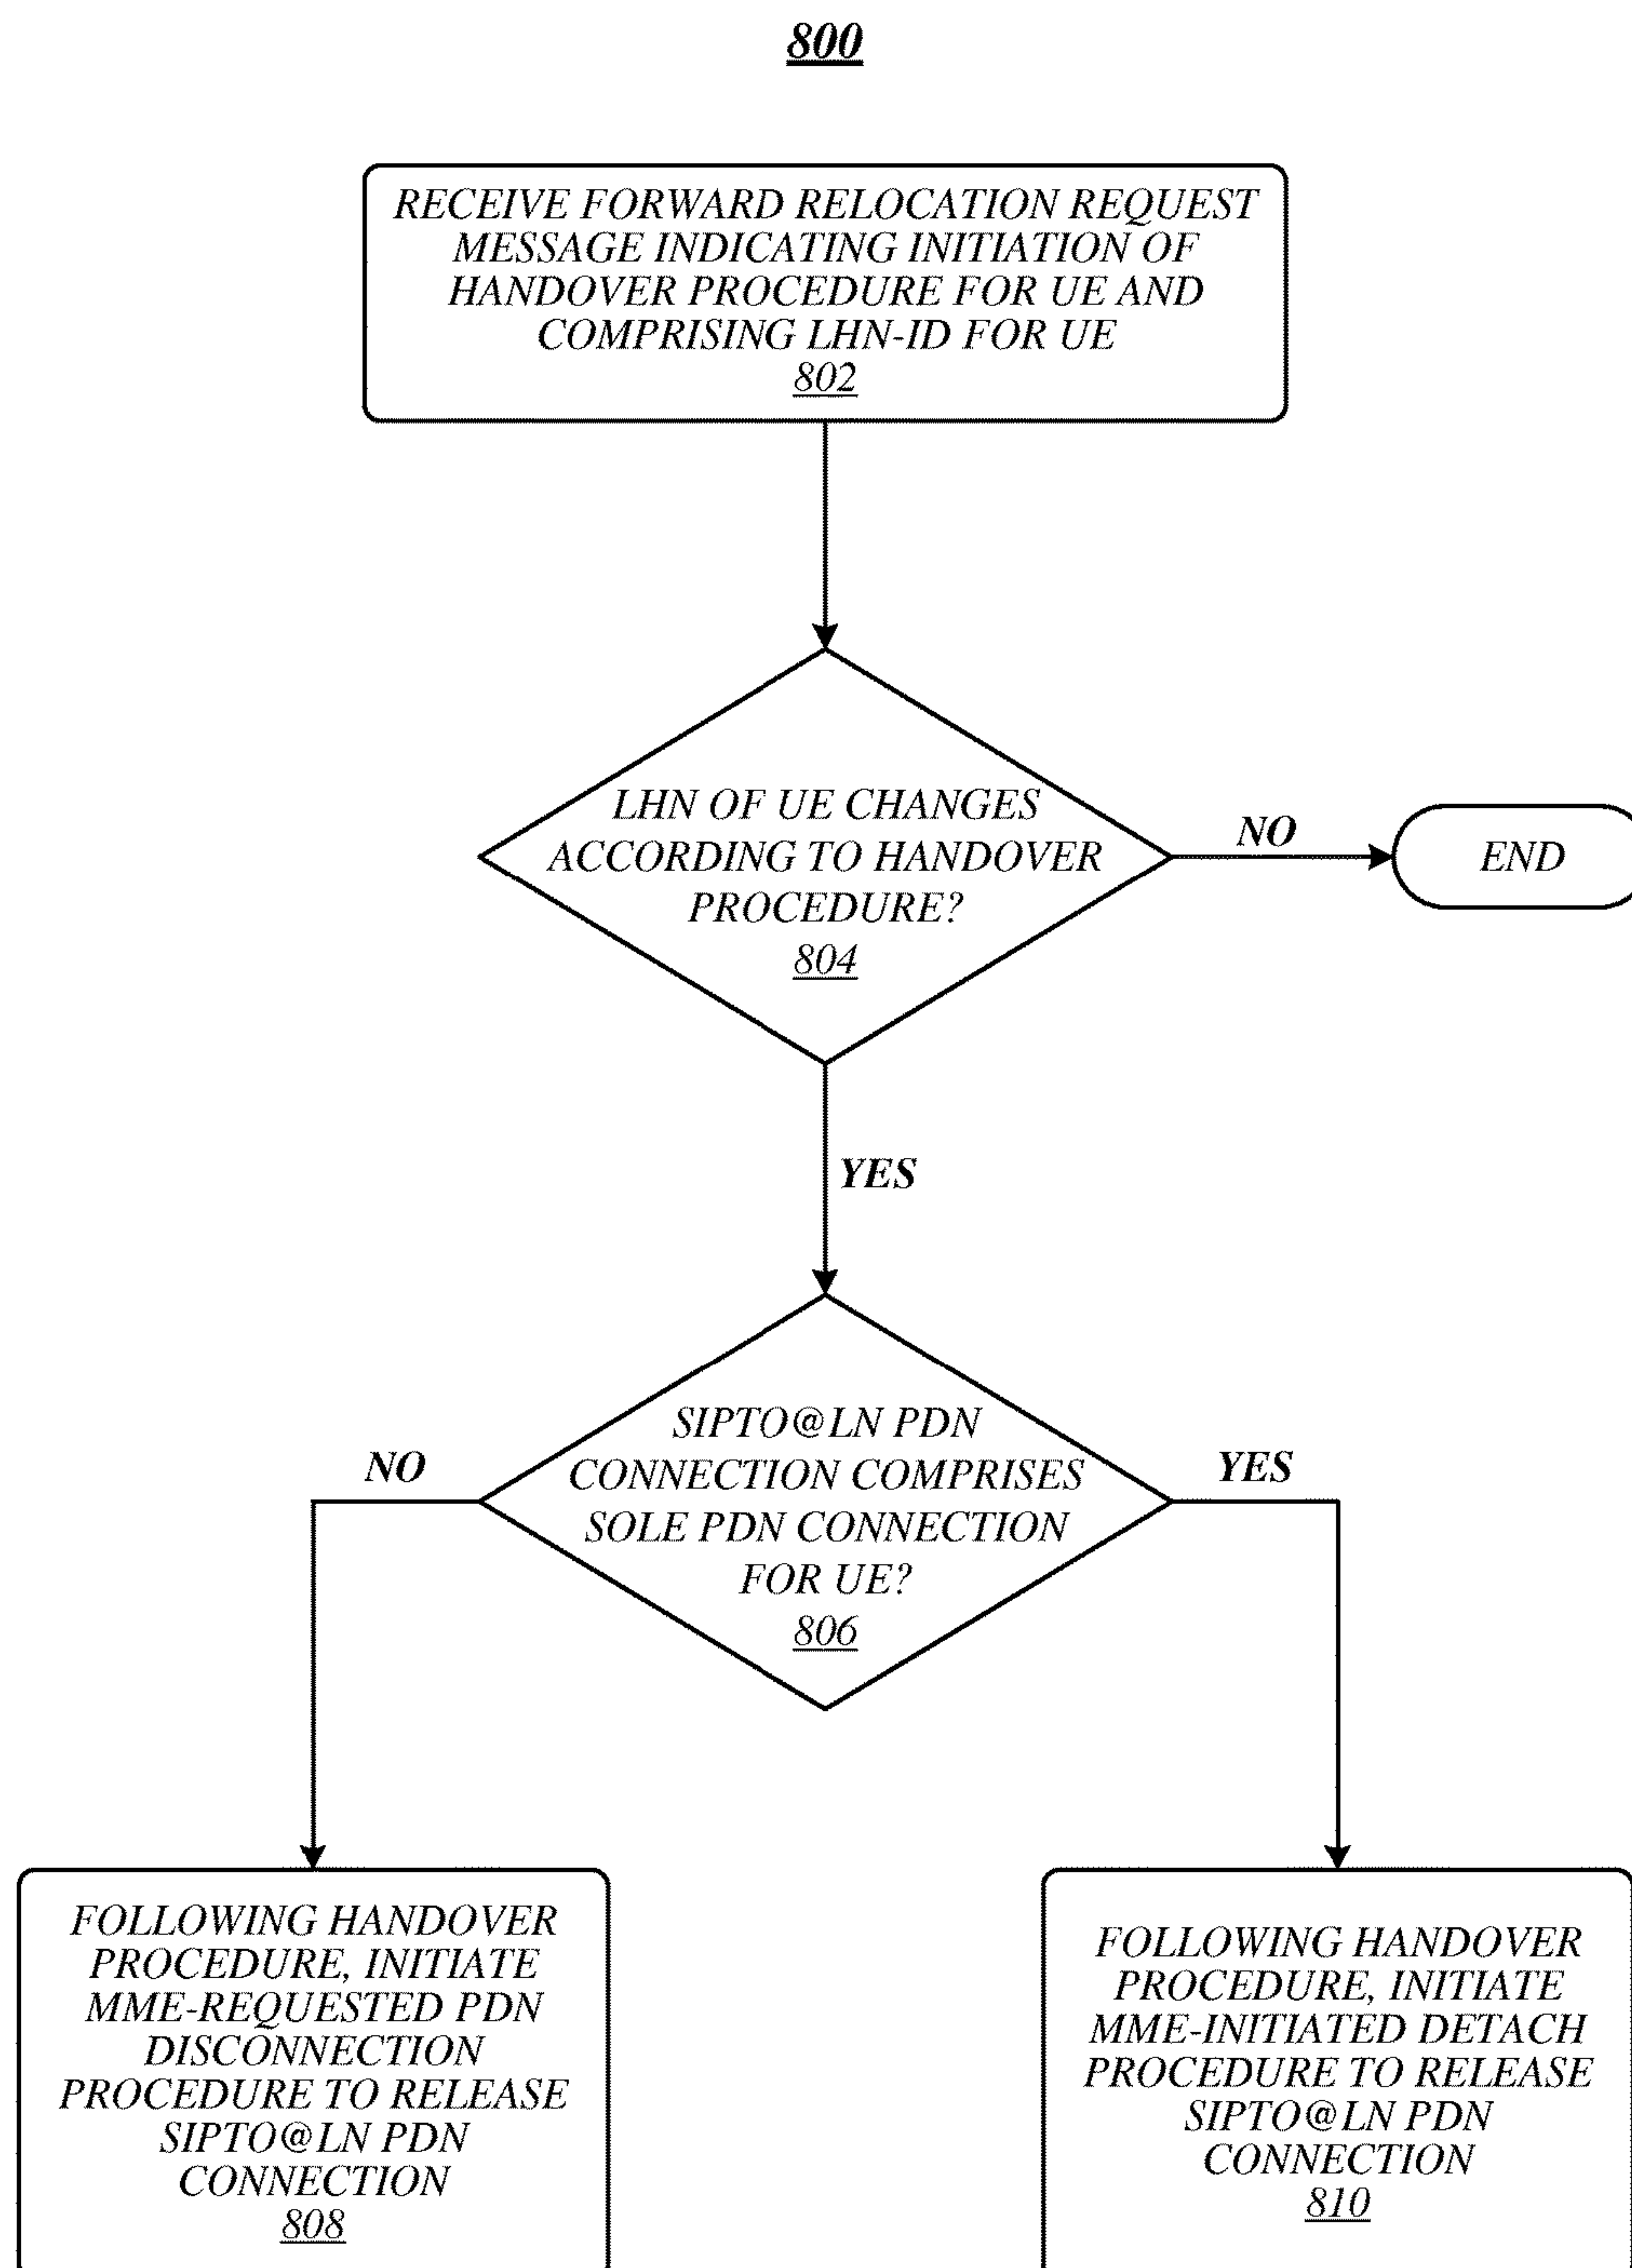 800
RECEIVE FORWARD RELOCATION REQUEST
MESSAGE INDICATING INITIATION OF
HANDOVER PROCEDURE FOR UE AND
COMPRISING LHN-ID FOR UE
802
LHN OF UE CHANGES
ACCORDING TO HANDOVER
PROCEDURE?
804
NO
END
YES
SIPTO@LN PDN
CONNECTION COMPRISES
SOLE PDN CONNECTION
FOR UE?
806
NO
YES
FOLLOWING HANDOVER
PROCEDURE, INITIATE
MME-REQUESTED PDN
DISCONNECTION
PROCEDURE TO RELEASE
SIPTO@LN PDN
CONNECTION
808
FOLLOWING HANDOVER
PROCEDURE, INITIATE
MME-INITIATED DETACH
PROCEDURE TO RELEASE
SIPTO@LN PDN
CONNECTION
810